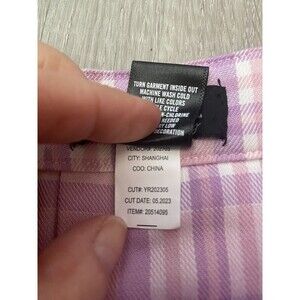 TURN GARMENT INSIDE OUT
MACHINE WASH COLD
WITH LIKE COLORS
CYCLE
-CHLORINE
NEEDED
LOW
DECORATION
CITY: SHANGHAI
COO: CHINA
CUT#: YR202305
CUT DATE: 05.2023
ITEM#: 20514095